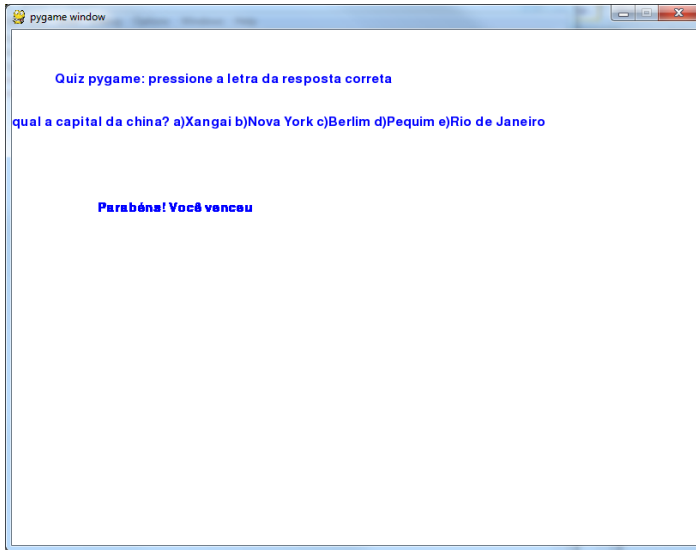 pygame window
Quiz pygame: pressione a letra da resposta correta
qual a capital da china? a)Xangai b)Nova York c)Berlim d)Pequim e)Rio de Janeiro
Parabéns! Você venceu